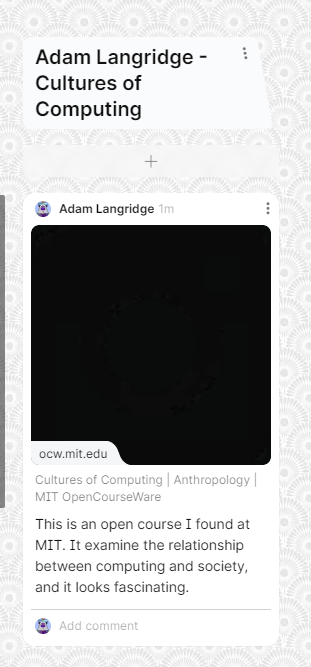 Adam Langridge -
Cultures of
Computing
+
Adam Langridge 1m
ocw.mit.edu
Cultures of Computing | Anthropology |
MIT OpenCourseWare
This is an open course I found at
MIT. It examine the relationship
between computing and society,
and it looks fascinating.
Add comment